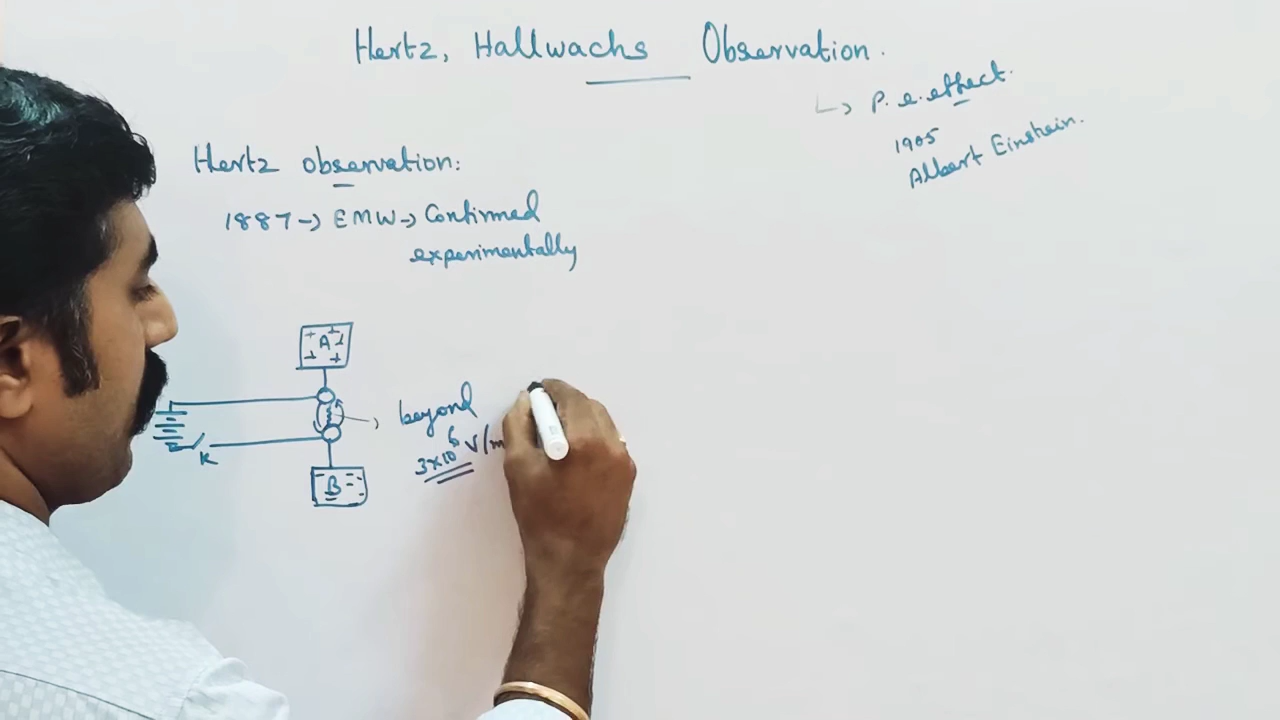 Hertz, Hallwachs Observation.
↳ P.e.effect.
1905
Albert Einstein.
Hertz observation:
1887 → EMW → Confirmed
experimentally
A
beyond
3×10⁶ V/m
K
B